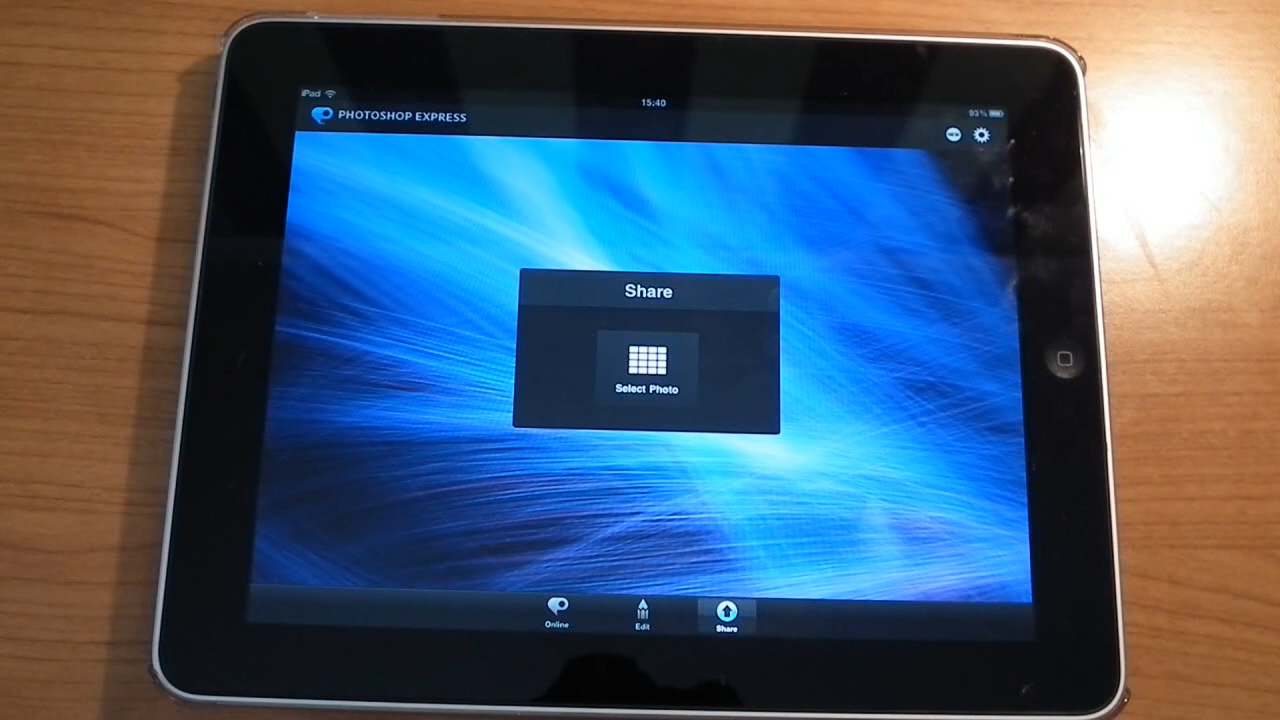 iPad
15:40
93%
PHOTOSHOP EXPRESS
Share
Select Photo
Online
Edit
Share